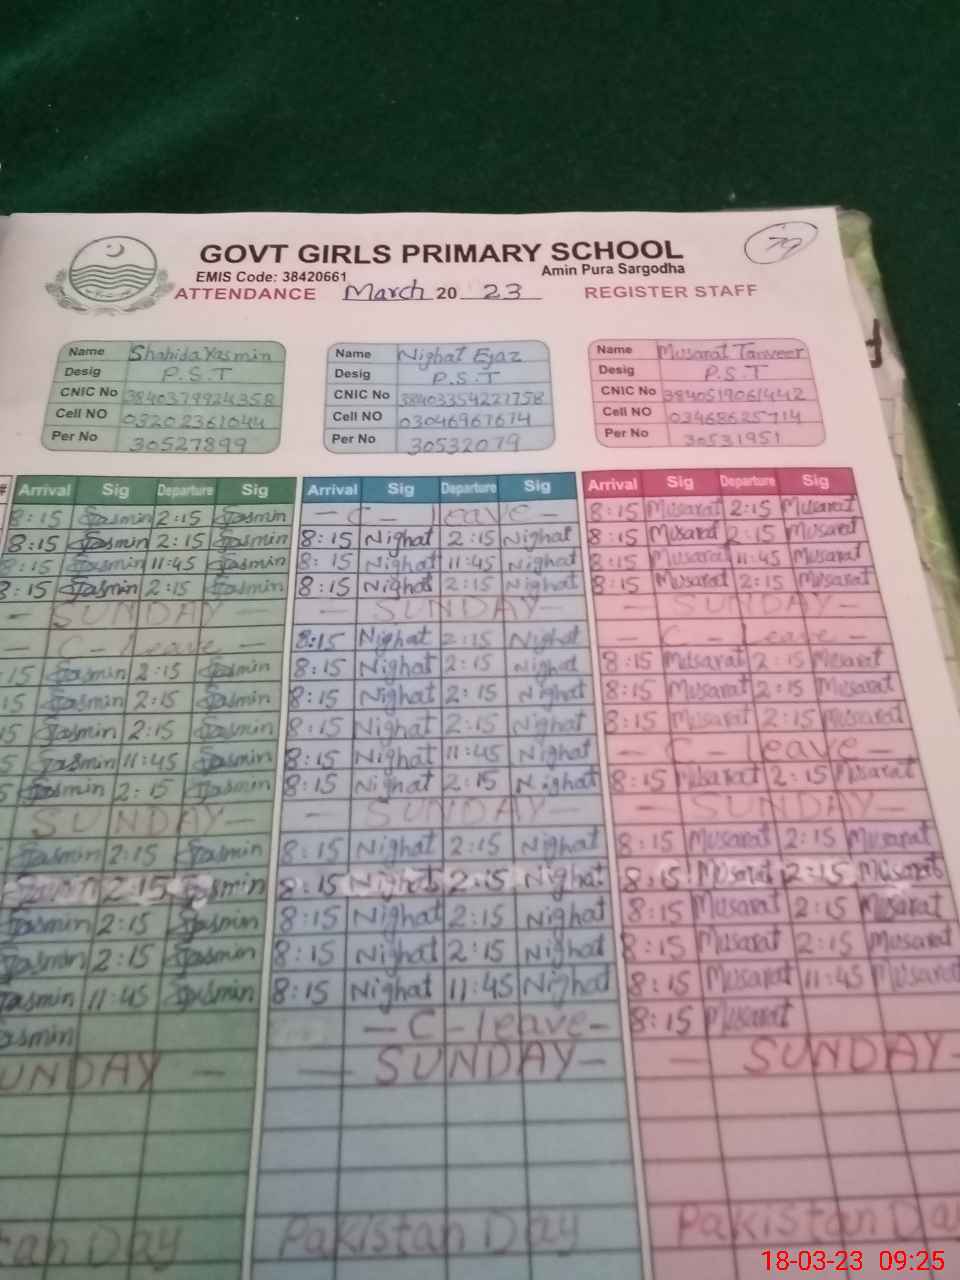 79
GOVT GIRLS PRIMARY SCHOOL
EMIS Code: 38420661 Amin Pura Sargodha
ATTENDANCE March 20 23 REGISTER STAFF
Name Shahida Yasmin Name Nighat Ejaz Name Musarat Tanveer
Desig P.S.T Desig P.S.T Desig P.S.T
CNIC No 3840379924358 CNIC No 38403354227758 CNIC No 3840519061442
Cell NO 03202361044 Cell NO 03046967674 Cell NO 03468625714
Per No 30527899 Per No 30532079 Per No 30531951
# Arrival Sig Departure Sig Arrival Sig Departure Sig Arrival Sig Departure Sig
8:15 Yasmin 2:15 Yasmin - C - leave - 8:15 Musarat 2:15 Musarat
8:15 Yasmin 2:15 Yasmin 8:15 Nighat 2:15 Nighat 8:15 Musarat 2:15 Musarat
8:15 Yasmin 11:45 Yasmin 8:15 Nighat 11:45 Nighat 8:15 Musarat 11:45 Musarat
8:15 Yasmin 2:15 Yasmin 8:15 Nighat 2:15 Nighat 8:15 Musarat 2:15 Musarat
- SUNDAY - - SUNDAY - - SUNDAY -
- C - leave - 8:15 Nighat 2:15 Nighat - C - leave -
:15 Yasmin 2:15 Yasmin 8:15 Nighat 2:15 Nighat 8:15 Musarat 2:15 Musarat
15 Yasmin 2:15 Yasmin 8:15 Nighat 2:15 Nighat 8:15 Musarat 2:15 Musarat
5 Yasmin 2:15 Yasmin 8:15 Nighat 2:15 Nighat 8:15 Musarat 2:15 Musarat
5 Yasmin 11:45 Yasmin 8:15 Nighat 11:45 Nighat - C - leave -
5 Yasmin 2:15 Yasmin 8:15 Nighat 2:15 Nighat 8:15 Musarat 2:15 Musarat
SUNDAY - - SUNDAY - - SUNDAY -
Yasmin 2:15 Yasmin 8:15 Nighat 2:15 Nighat 8:15 Musarat 2:15 Musarat
Yasmin 2:15 Yasmin 8:15 Nighat 2:15 Nighat 8:15 Musarat 2:15 Musarat
Yasmin 2:15 Yasmin 8:15 Nighat 2:15 Nighat 8:15 Musarat 2:15 Musarat
Yasmin 2:15 Yasmin 8:15 Nighat 2:15 Nighat 8:15 Musarat 2:15 Musarat
Yasmin 11:45 Yasmin 8:15 Nighat 11:45 Nighat 8:15 Musarat 11:45 Musarat
asmin - C - leave - 8:15 Musarat
UNDAY - - SUNDAY - - SUNDAY -
tan Day Pakistan Day Pakistan Da
18-03-23 09:25